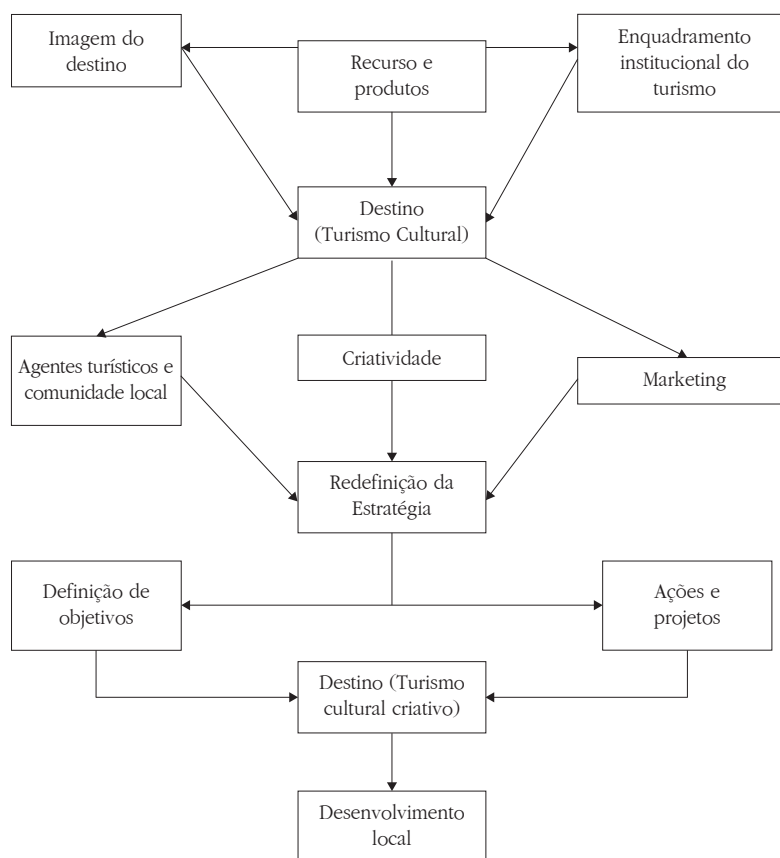 Imagem do
destino
Recurso e
produtos
Enquadramento
institucional do
turismo
Destino
(Turismo Cultural)
Agentes turísticos e
comunidade local
Criatividade
Marketing
Redefinição da
Estratégia
Definição de
objetivos
Ações e
projetos
Destino (Turismo
cultural criativo)
Desenvolvimento
local